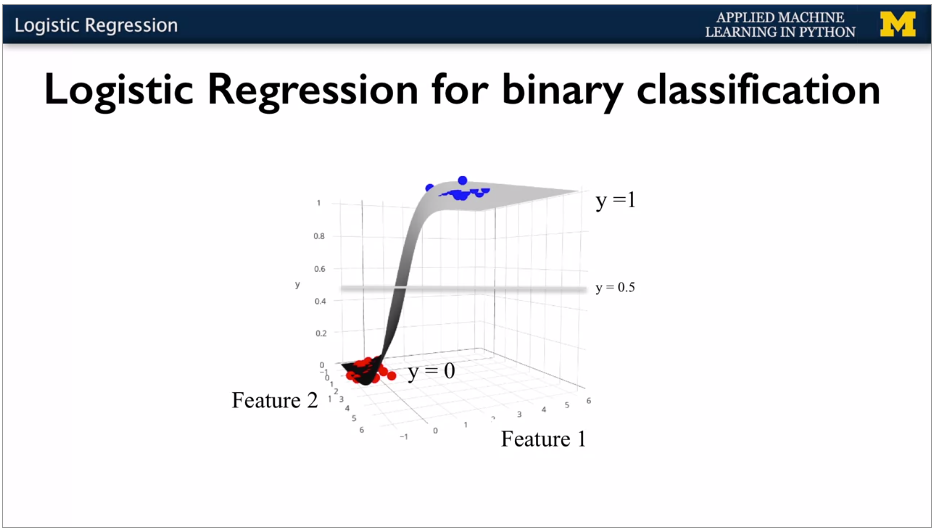 Logistic Regression
APPLIED MACHINE
LEARNING IN PYTHON
M
Logistic Regression for binary classification
1
0.8
0.6
0.4
0.2
0
y
y =1
y = 0.5
y = 0
−1
0
1
2
1 3
4
5
6
Feature 2
−1
0
1
3
4
5
6
Feature 1